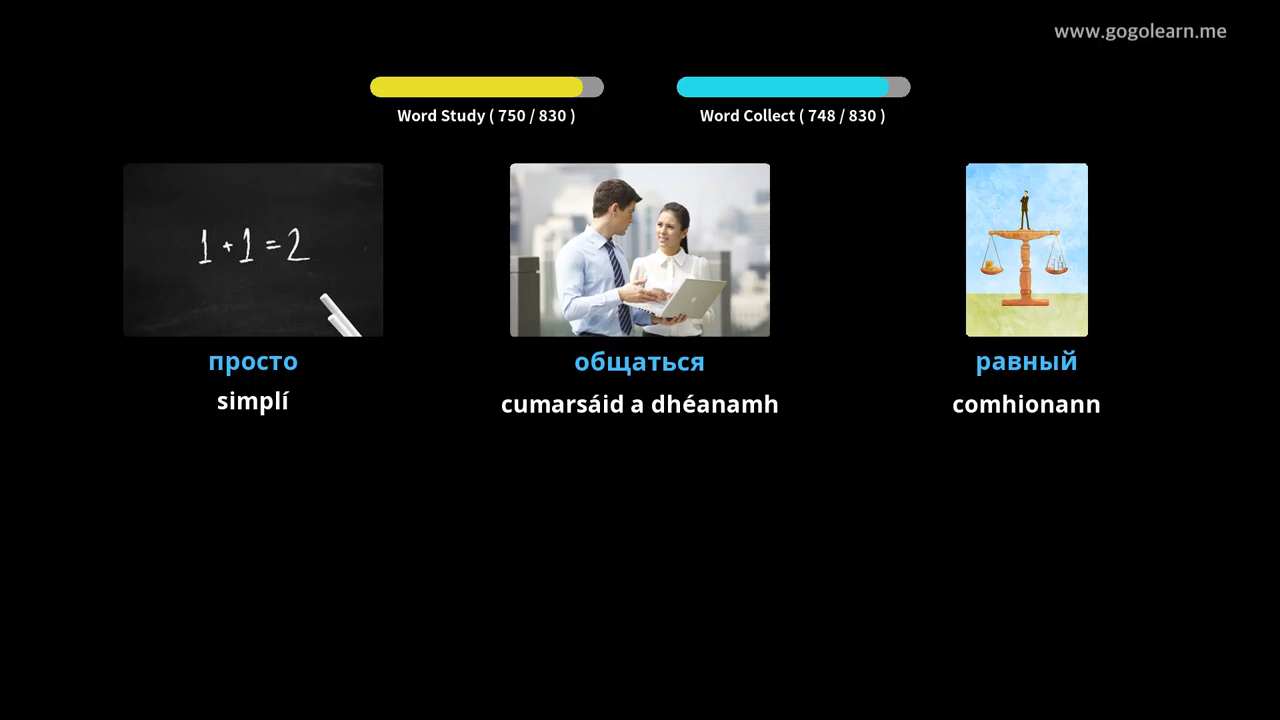 www.gogolearn.me
Word Study ( 750 / 830 )
Word Collect ( 748 / 830 )
1 + 1 = 2
просто
общаться
равный
simplí
cumarsáid a dhéanamh
comhionann